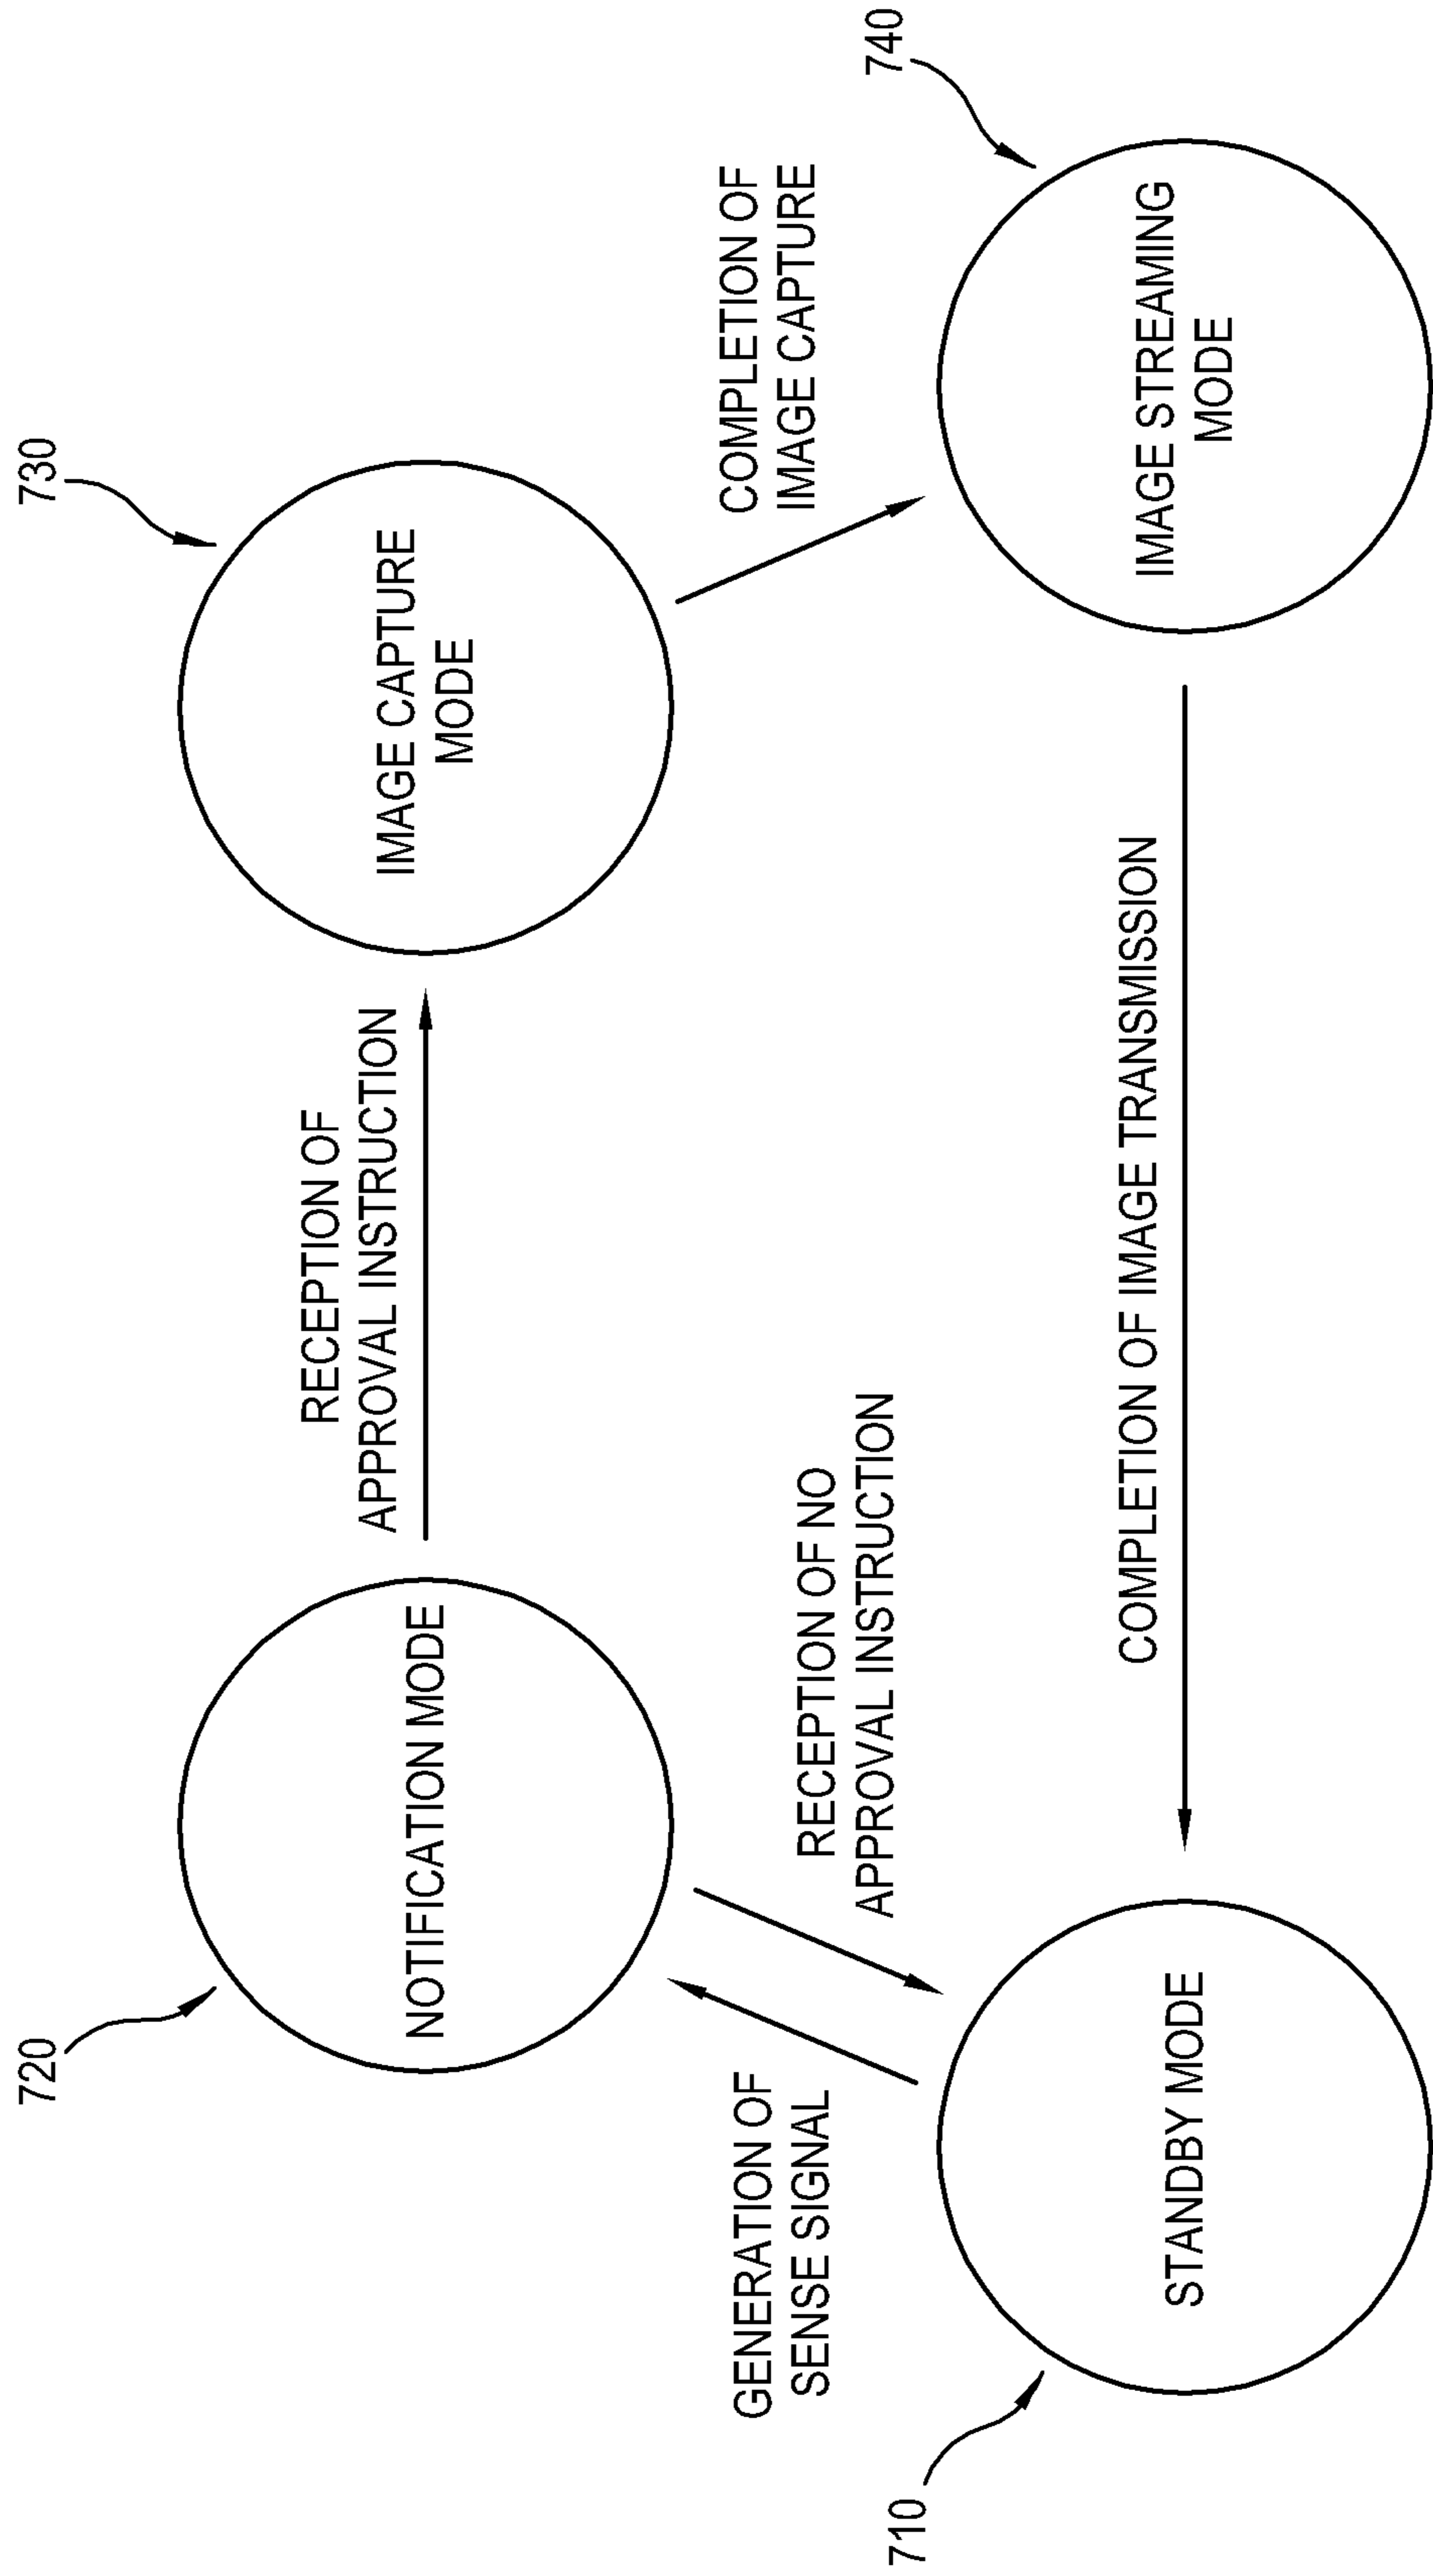 720
730
NOTIFICATION MODE
RECEPTION OF
APPROVAL INSTRUCTION
IMAGE CAPTURE
MODE
GENERATION OF
SENSE SIGNAL
RECEPTION OF NO
APPROVAL INSTRUCTION
COMPLETION OF
IMAGE CAPTURE
710
740
STANDBY MODE
COMPLETION OF IMAGE TRANSMISSION
IMAGE STREAMING
MODE